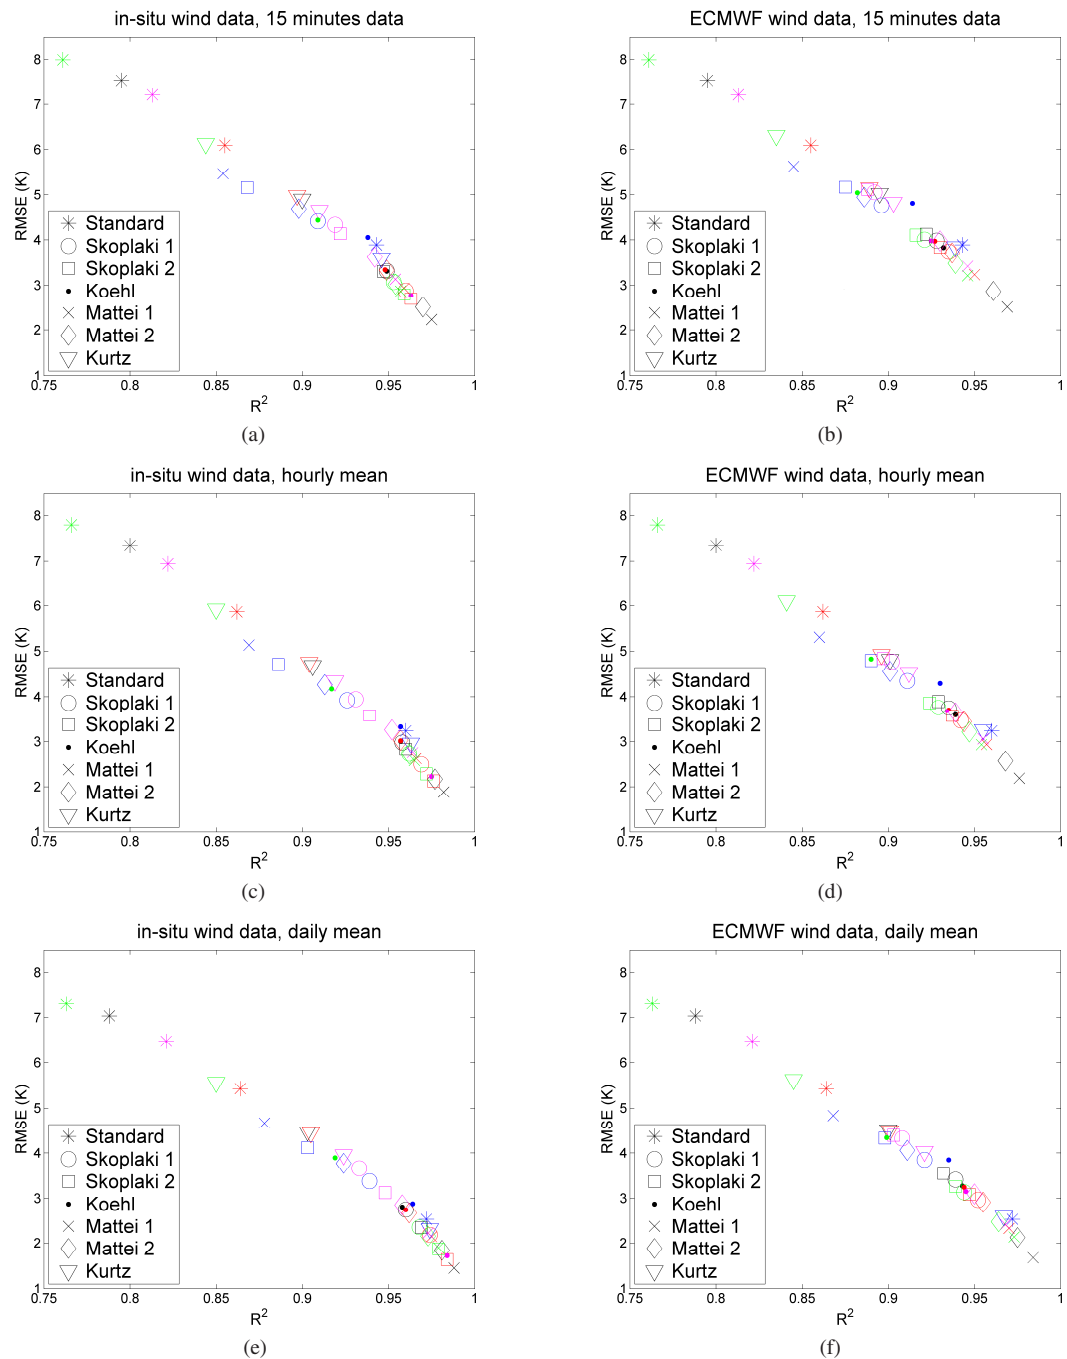 in-situ wind data, 15 minutes data
RMSE (K)
8
7
6
5
4
3
2
1
Standard
Skoplaki 1
Skoplaki 2
Koehl
Mattei 1
Mattei 2
Kurtz
0.75
0.8
0.85
0.9
0.95
1
R²
(a)
ECMWF wind data, 15 minutes data
RMSE (K)
8
7
6
5
4
3
2
1
Standard
Skoplaki 1
Skoplaki 2
Koehl
Mattei 1
Mattei 2
Kurtz
0.75
0.8
0.85
0.9
0.95
1
R²
(b)
in-situ wind data, hourly mean
RMSE (K)
8
7
6
5
4
3
2
1
Standard
Skoplaki 1
Skoplaki 2
Koehl
Mattei 1
Mattei 2
Kurtz
0.75
0.8
0.85
0.9
0.95
1
R²
(c)
ECMWF wind data, hourly mean
RMSE (K)
8
7
6
5
4
3
2
1
Standard
Skoplaki 1
Skoplaki 2
Koehl
Mattei 1
Mattei 2
Kurtz
0.75
0.8
0.85
0.9
0.95
1
R²
(d)
in-situ wind data, daily mean
RMSE (K)
8
7
6
5
4
3
2
1
Standard
Skoplaki 1
Skoplaki 2
Koehl
Mattei 1
Mattei 2
Kurtz
0.75
0.8
0.85
0.9
0.95
1
R²
(e)
ECMWF wind data, daily mean
RMSE (K)
8
7
6
5
4
3
2
1
Standard
Skoplaki 1
Skoplaki 2
Koehl
Mattei 1
Mattei 2
Kurtz
0.75
0.8
0.85
0.9
0.95
1
R²
(f)